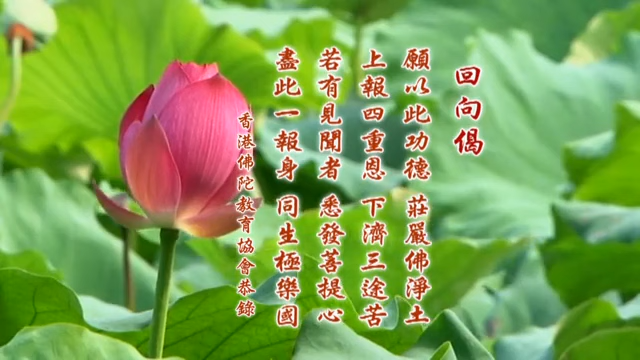 回向偈
願以此功德 莊嚴佛淨土
上報四重恩 下濟三途苦
若有見聞者 悉發菩提心
盡此一報身 同生極樂國
香港佛陀教育協會恭錄